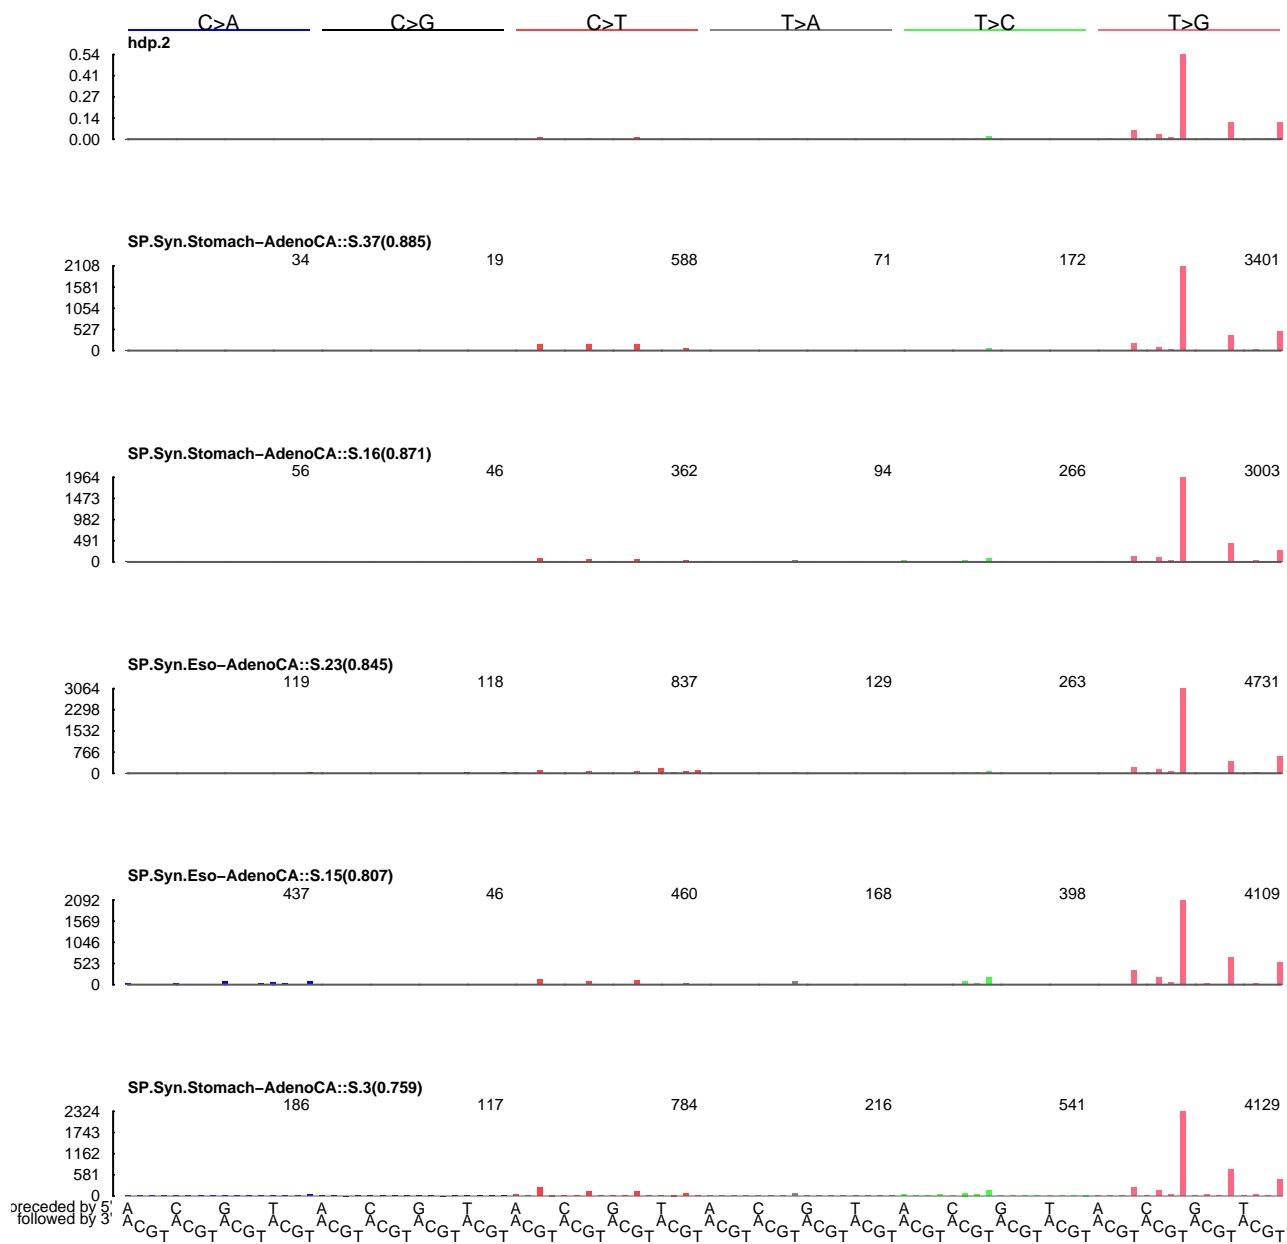 C>A C>G C>T T>A T>C T>G
hdp.2
0.54
0.41
0.27
0.14
0.00
SP.Syn.Stomach−AdenoCA::S.37(0.885)
34 19 588 71 172 3401
2108
1581
1054
527
0
SP.Syn.Stomach−AdenoCA::S.16(0.871)
56 46 362 94 266 3003
1964
1473
982
491
0
SP.Syn.Eso−AdenoCA::S.23(0.845)
119 118 837 129 263 4731
3064
2298
1532
766
0
SP.Syn.Eso−AdenoCA::S.15(0.807)
437 46 460 168 398 4109
2092
1569
1046
523
0
SP.Syn.Stomach−AdenoCA::S.3(0.759)
186 117 784 216 541 4129
2324
1743
1162
581
0
preceded by 5' A C G T A C G T A C G T A C G T A C G T A C G T
followed by 3' A C G T A C G T A C G T A C G T A C G T A C G T A C G T A C G T A C G T A C G T A C G T A C G T A C G T A C G T A C G T A C G T A C G T A C G T A C G T A C G T A C G T A C G T A C G T A C G T